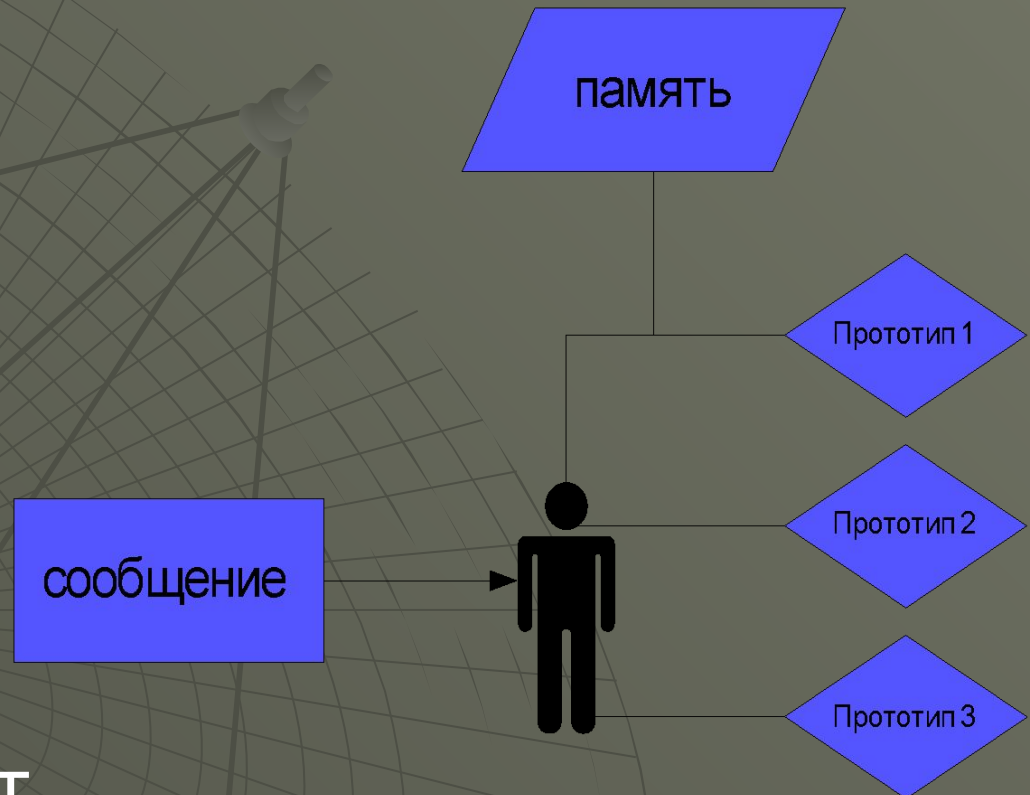 память
Прототип 1
Прототип 2
сообщение
Прототип 3
т